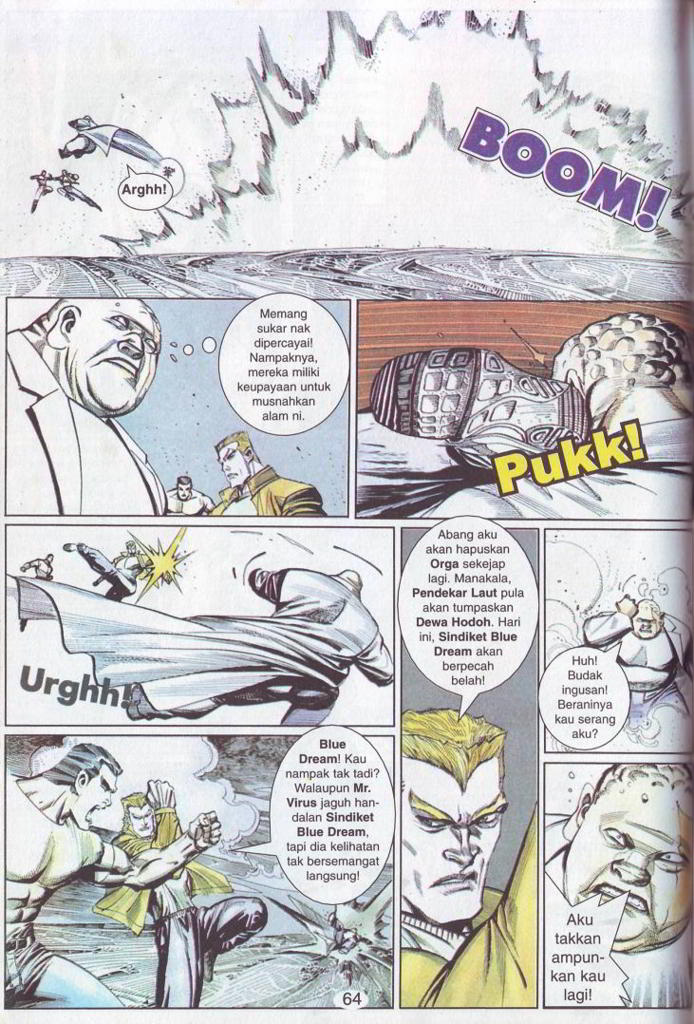 BOOM!
Arghh!
Memang
sukar nak
dipercayai!
Nampaknya,
mereka miliki
keupayaan untuk
musnahkan
alam ni.
Pukk!
Urghh!
Abang aku
akan hapuskan
Orga sekejap
lagi. Manakala,
Pendekar Laut pula
akan tumpaskan
Dewa Hodoh. Hari
ini, Sindiket Blue
Dream akan
berpecah
belah!
Huh!
Budak
ingusan!
Beraninya
kau serang
aku?
Blue
Dream! Kau
nampak tak tadi?
Walaupun Mr.
Virus jaguh han-
dalan Sindiket
Blue Dream,
tapi dia kelihatan
tak bersemangat
langsung!
Aku
takkan
ampun-
kan kau
lagi!
64